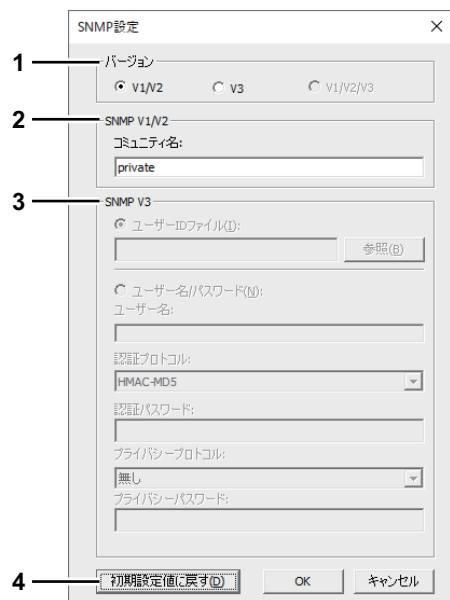 SNMP設定
1
バージョン
V1/V2 V3 V1/V2/V3
2
SNMP V1/V2
コミュニティ名:
private
3
SNMP V3
ユーザーIDファイル(I):
参照(B)
ユーザー名/パスワード(N):
ユーザー名:
認証プロトコル:
HMAC-MD5
認証パスワード:
プライバシープロトコル:
無し
プライバシーパスワード:
4
初期設定値に戻す(D) OK キャンセル